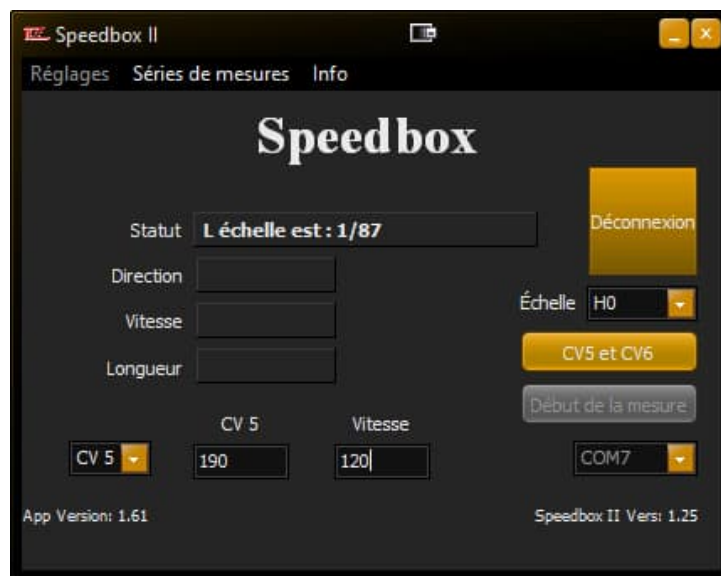 Speedbox II
Réglages Séries de mesures Info
Speedbox
Statut L échelle est : 1/87
Déconnexion
Direction
Échelle H0
Vitesse
CV5 et CV6
Longueur
Début de la mesure
CV 5 Vitesse
CV 5 190 120 COM7
App Version: 1.61 Speedbox II Vers: 1.25